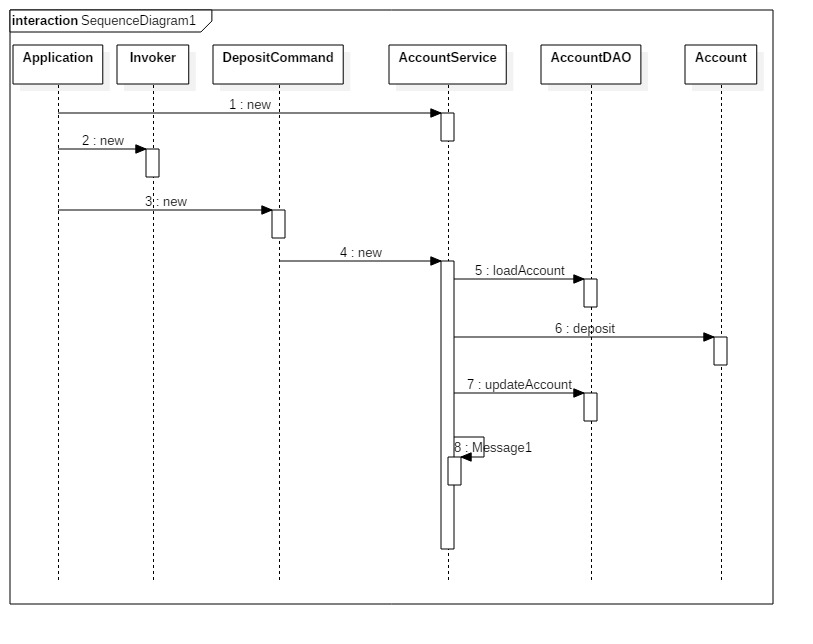 interaction SequenceDiagram1
Application
Invoker
DepositCommand
AccountService
AccountDAO
Account
1 : new
2 : new
3 : new
4 : new
5 : loadAccount
6 : deposit
7 : updateAccount
8 : Message1